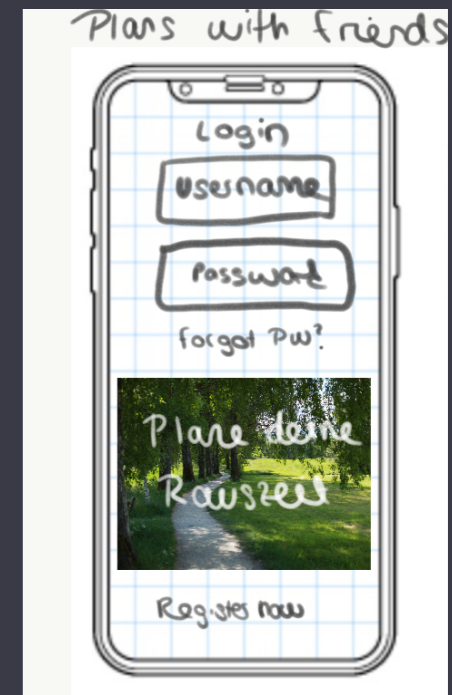 Plans with friends
Login
Username
Password
Forgot PW?
Plane deine
Rauszeit
Register now